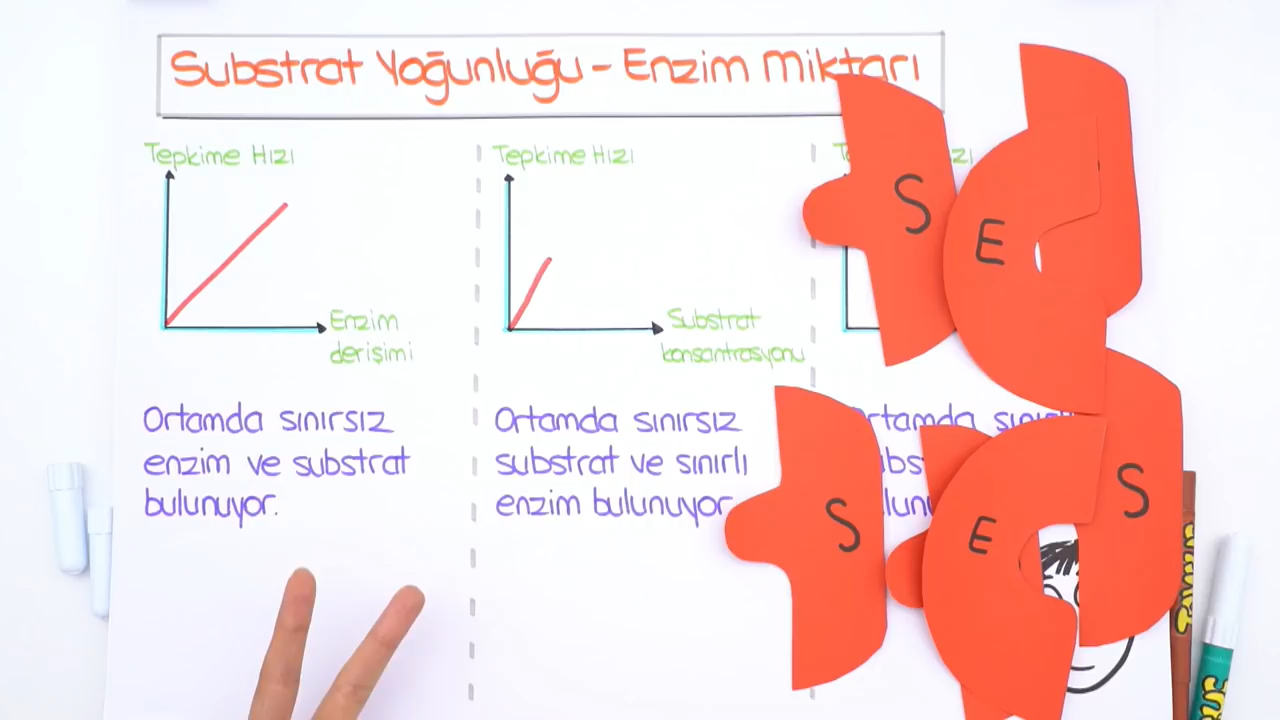 Substrat Yoğunluğu - Enzim Miktarı
Tepkime Hızı
Enzim
derişimi
Ortamda sınırsız
enzim ve substrat
bulunuyor.
Tepkime Hızı
Substrat
konsantrasyonu
Ortamda sınırsız
substrat ve sınırlı
enzim bulunuyor
S
E
S
E
S